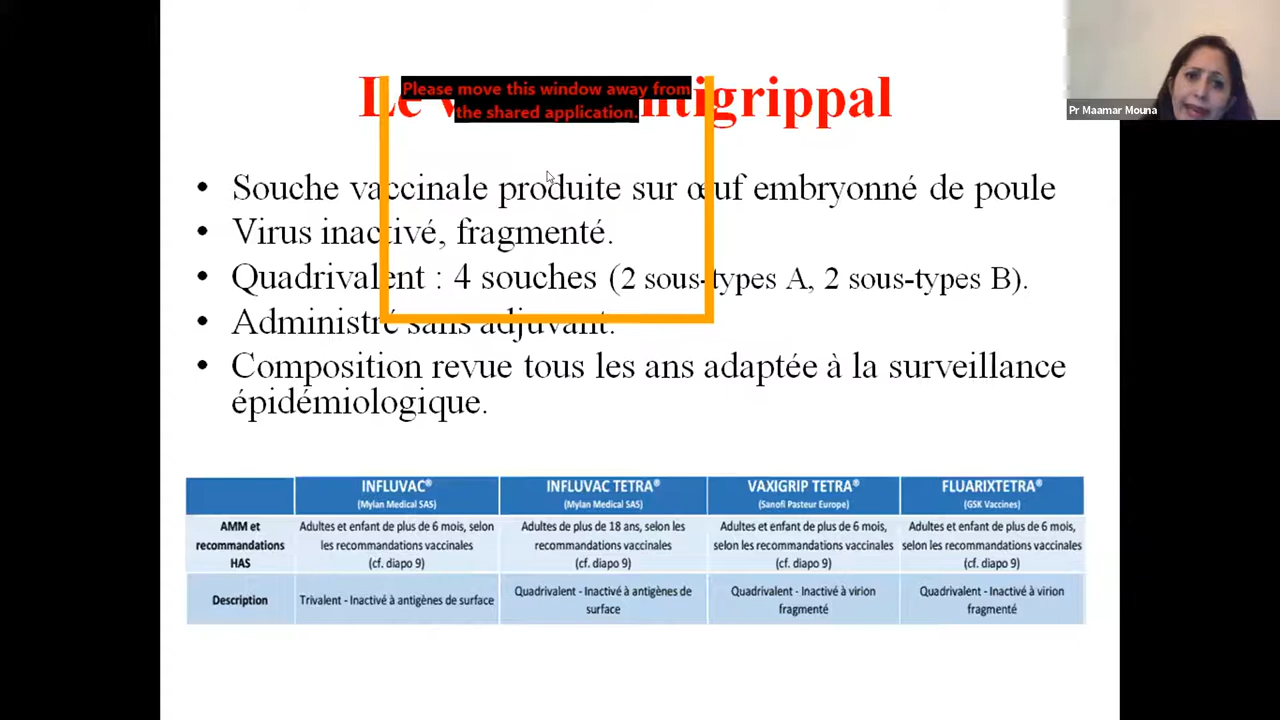 Please move this window away from
the shared application.
Le v ntigrippal
Pr Maamar Mouna
• Souche vaccinale produite sur œuf embryonné de poule
• Virus inactivé, fragmenté.
• Quadrivalent : 4 souches (2 sous-types A, 2 sous-types B).
• Administré sans adjuvant.
• Composition revue tous les ans adaptée à la surveillance
épidémiologique.
INFLUVAC® INFLUVAC TETRA® VAXIGRIP TETRA® FLUARIXTETRA®
(Mylan Medical SAS) (Mylan Medical SAS) (Sanofi Pasteur Europe) (GSK Vaccines)
AMM et Adultes et enfant de plus de 6 mois, selon Adultes de plus de 18 ans, selon les Adultes et enfant de plus de 6 mois, Adultes et enfant de plus de 6 mois,
recommandations les recommandations vaccinales recommandations vaccinales selon les recommandations vaccinales selon les recommandations vaccinales
HAS (cf. diapo 9) (cf. diapo 9) (cf. diapo 9) (cf. diapo 9)
Description Trivalent - Inactivé à antigènes de surface Quadrivalent - Inactivé à antigènes de Quadrivalent - Inactivé à virion Quadrivalent - Inactivé à virion
surface fragmenté fragmenté